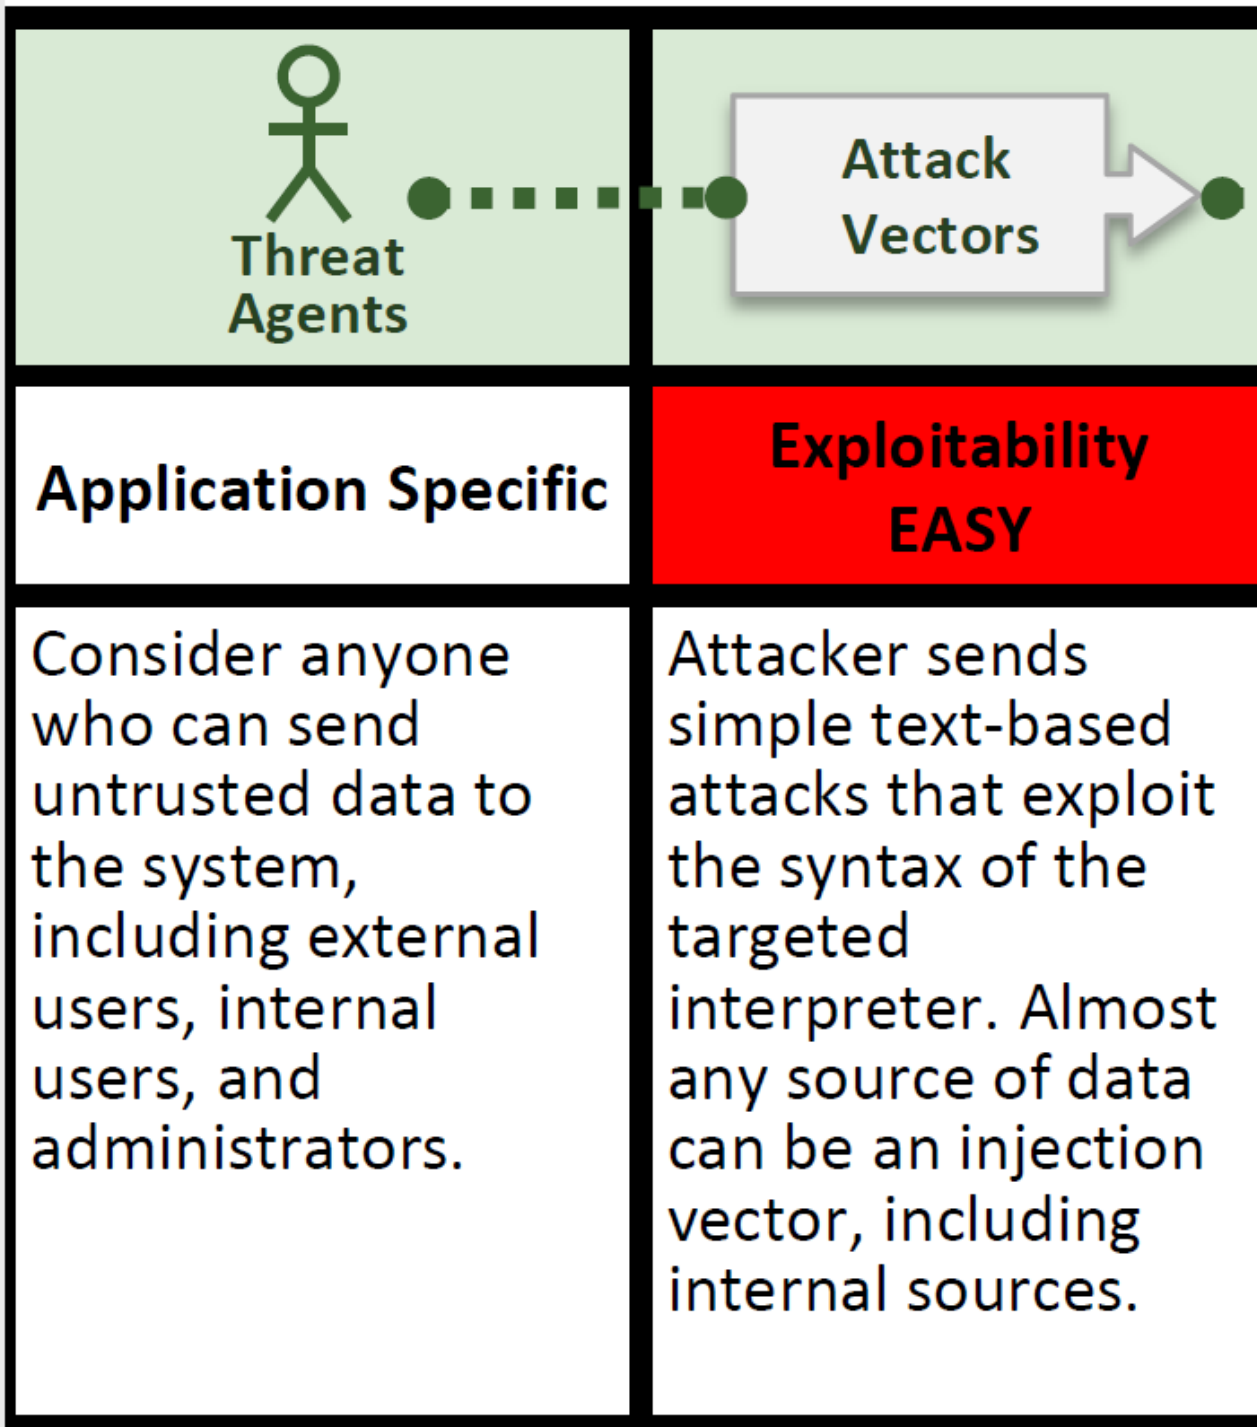 Threat
Agents
Attack
Vectors
Application Specific
Exploitability
EASY
Consider anyone
who can send
untrusted data to
the system,
including external
users, internal
users, and
administrators.
Attacker sends
simple text-based
attacks that exploit
the syntax of the
targeted
interpreter. Almost
any source of data
can be an injection
vector, including
internal sources.